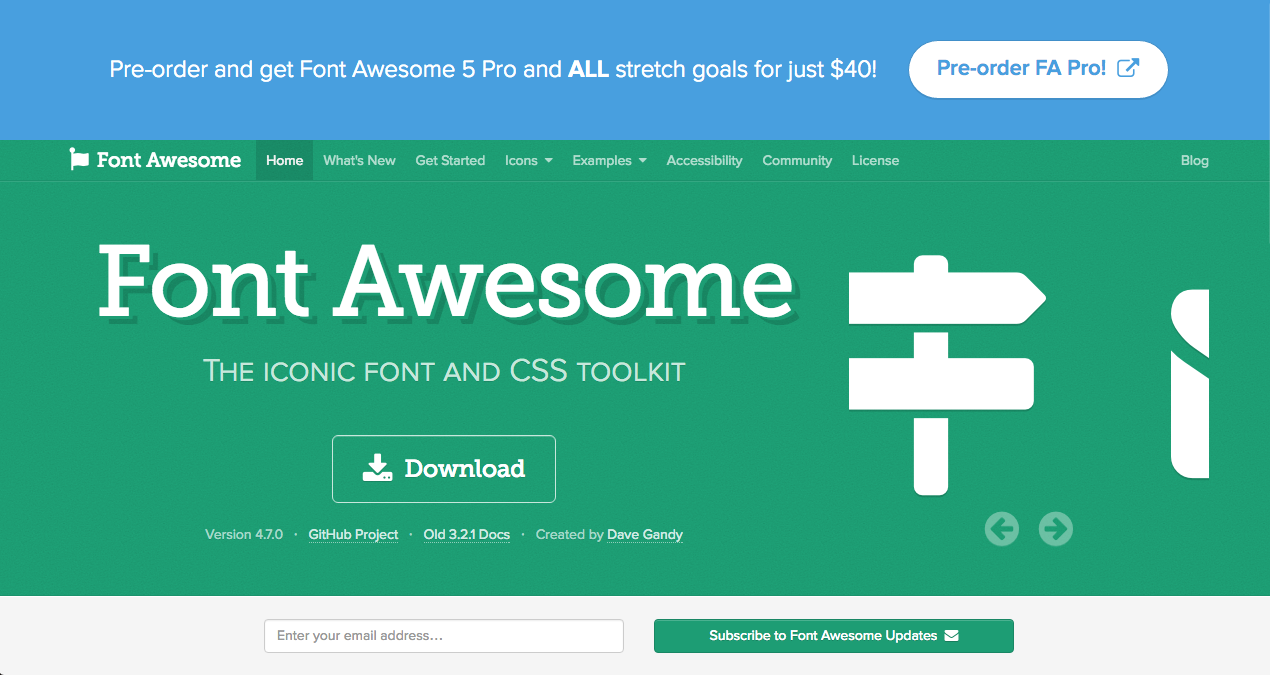 Pre-order and get Font Awesome 5 Pro and ALL stretch goals for just $40!
Pre-order FA Pro!
Font Awesome Home What's New Get Started Icons Examples Accessibility Community License Blog
Font Awesome
The iconic font and CSS toolkit
Download
Version 4.7.0 · GitHub Project · Old 3.2.1 Docs · Created by Dave Gandy
Enter your email address...
Subscribe to Font Awesome Updates